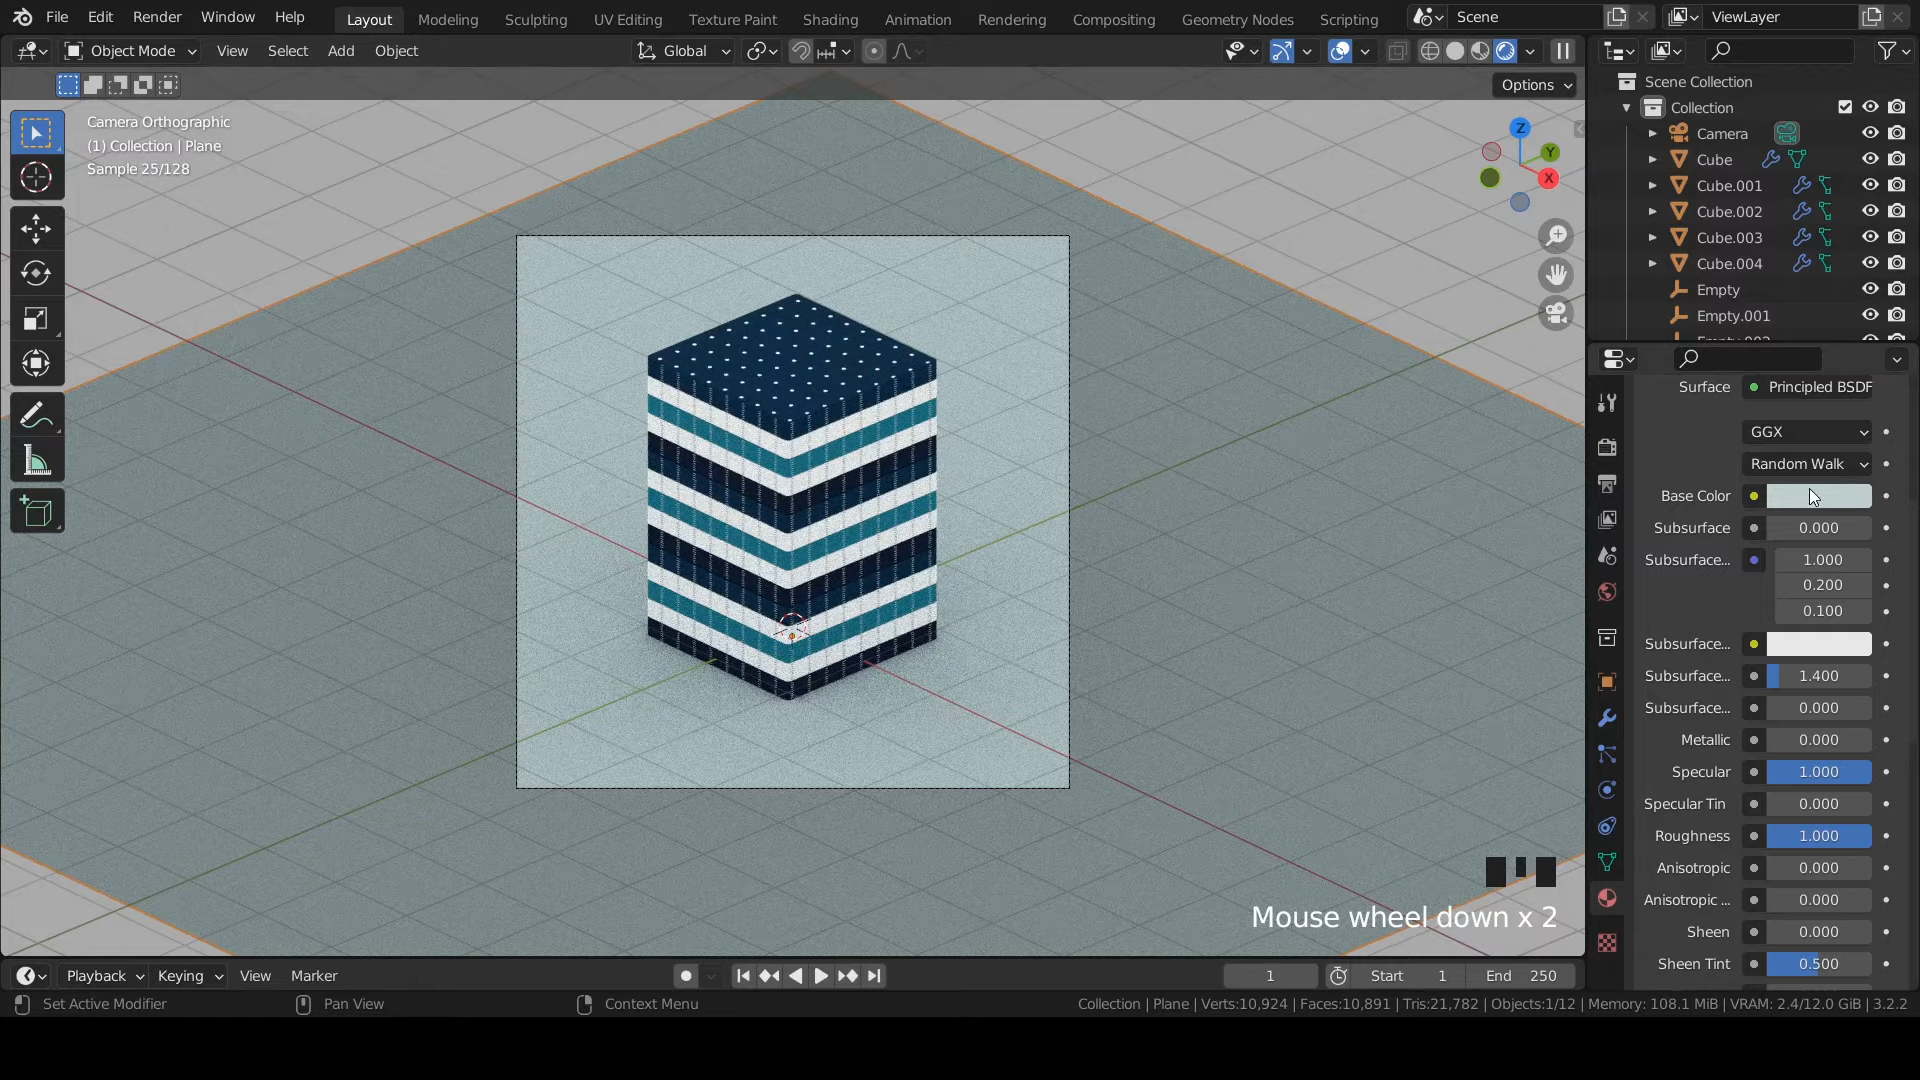 File Edit Render Window Help Layout Modeling Sculpting UV Editing Texture Paint Shading Animation Rendering Compositing Geometry Nodes Scripting Scene ViewLayer
Object Mode View Select Add Object Global
Options
Camera Orthographic
(1) Collection | Plane
Sample 25/128
Z
Y
X
Scene Collection
Collection
Camera
Cube
Cube.001
Cube.002
Cube.003
Cube.004
Empty
Empty.001
Surface Principled BSDF
GGX
Random Walk
Base Color
Subsurface 0.000
Subsurface... 1.000
0.200
0.100
Subsurface...
Subsurface... 1.400
Subsurface... 0.000
Metallic 0.000
Specular 1.000
Specular Tin 0.000
Roughness 1.000
Anisotropic 0.000
Anisotropic ... 0.000
Sheen 0.000
Sheen Tint 0.500
Mouse wheel down x 2
Playback Keying View Marker 1 Start 1 End 250
Set Active Modifier Pan View Context Menu Collection | Plane | Verts:10,924 | Faces:10,891 | Tris:21,782 | Objects:1/12 | Memory: 108.1 MiB | VRAM: 2.4/12.0 GiB | 3.2.2